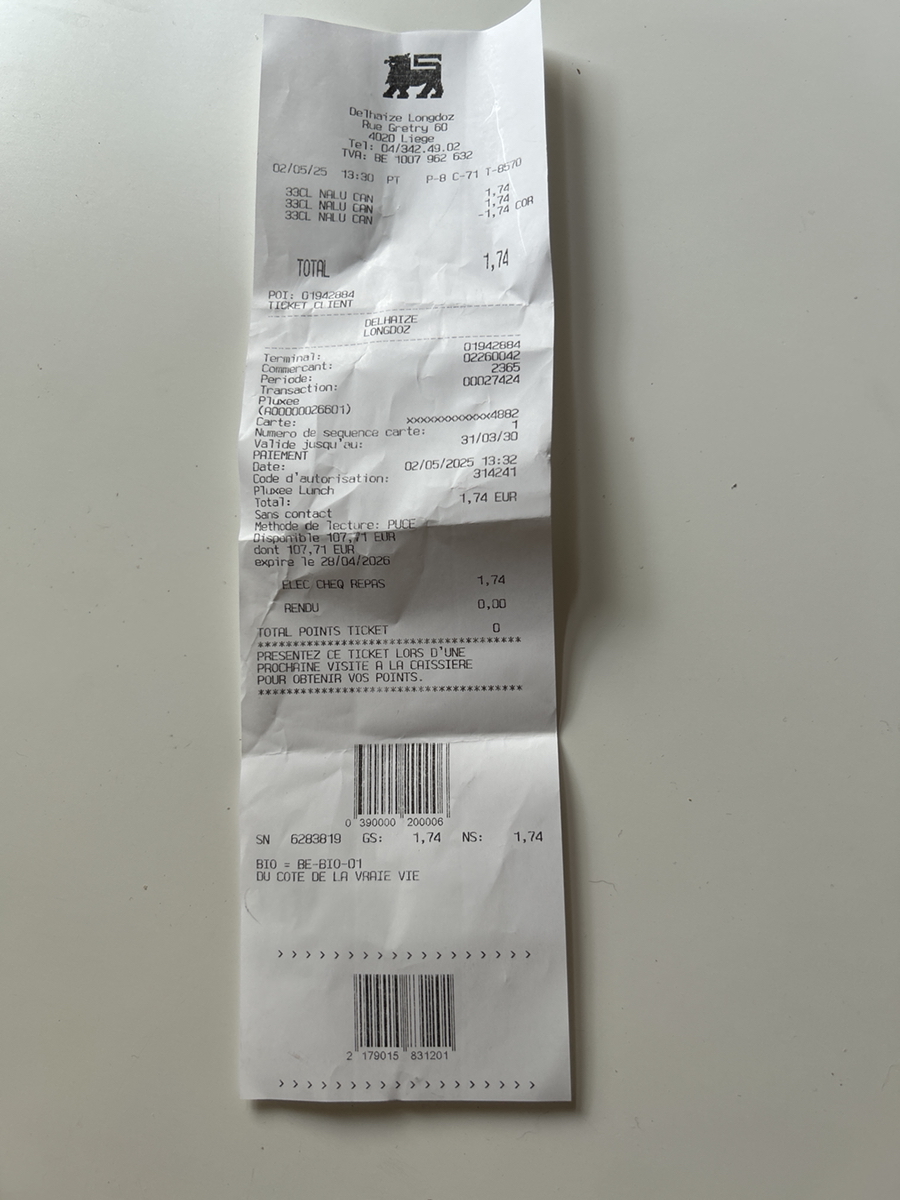 Delhaize Longdoz
Rue Gretry 60
4020 Liege
Tel: 04/342.49.02
TVA: BE 1007 962 632
02/05/25 13:30 PT P-8 C-71 T-8570
33CL NALU CAN 1,74
33CL NALU CAN 1,74
33CL NALU CAN -1,74 COR
TOTAL 1,74
POI: 01942884
TICKET CLIENT
DELHAIZE
LONGDOZ
Terminal: 01942884
Commercant: 02260042
Periode: 2365
Transaction: 00027424
Pluxee
(A00000026601)
Carte: xxxxxxxxxxxxx4882
Numero de sequence carte: 1
Valide jusqu'au: 31/03/30
PAIEMENT
Date: 02/05/2025 13:32
Code d'autorisation: 314241
Pluxee Lunch
Total: 1,74 EUR
Sans contact
Methode de lecture: PUCE
Disponible 107,71 EUR
dont 107,71 EUR
expire le 28/04/2026
ELEC CHEQ REPAS 1,74
RENDU 0,00
TOTAL POINTS TICKET 0
*************************************
PRESENTEZ CE TICKET LORS D'UNE
PROCHAINE VISITE A LA CAISSIERE
POUR OBTENIR VOS POINTS.
*************************************
0 390000 200006
SN 6283819 GS: 1,74 NS: 1,74
BIO = BE-BIO-01
DU COTE DE LA VRAIE VIE
> > > > > > > > > > > > > > > > > >
2 179015 831201
> > > > > > > > > > > > > > > > > > >